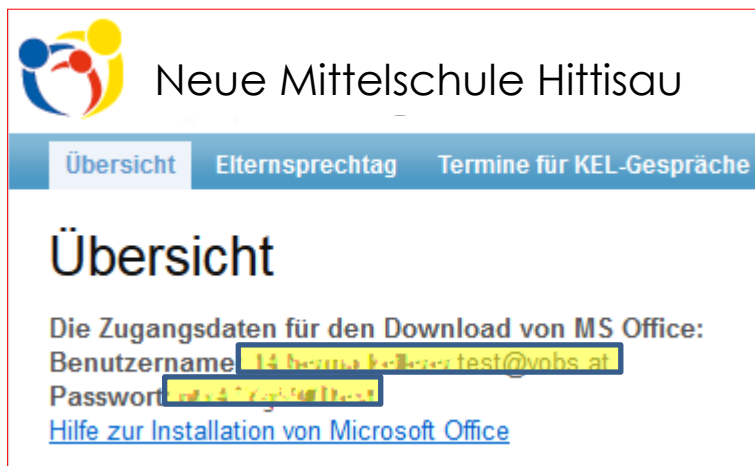 Neue Mittelschule Hittisau
Übersicht Elternsprechtag Termine für KEL-Gespräche
Übersicht
Die Zugangsdaten für den Download von MS Office:
Benutzername test@vobs.at
Passwort
Hilfe zur Installation von Microsoft Office